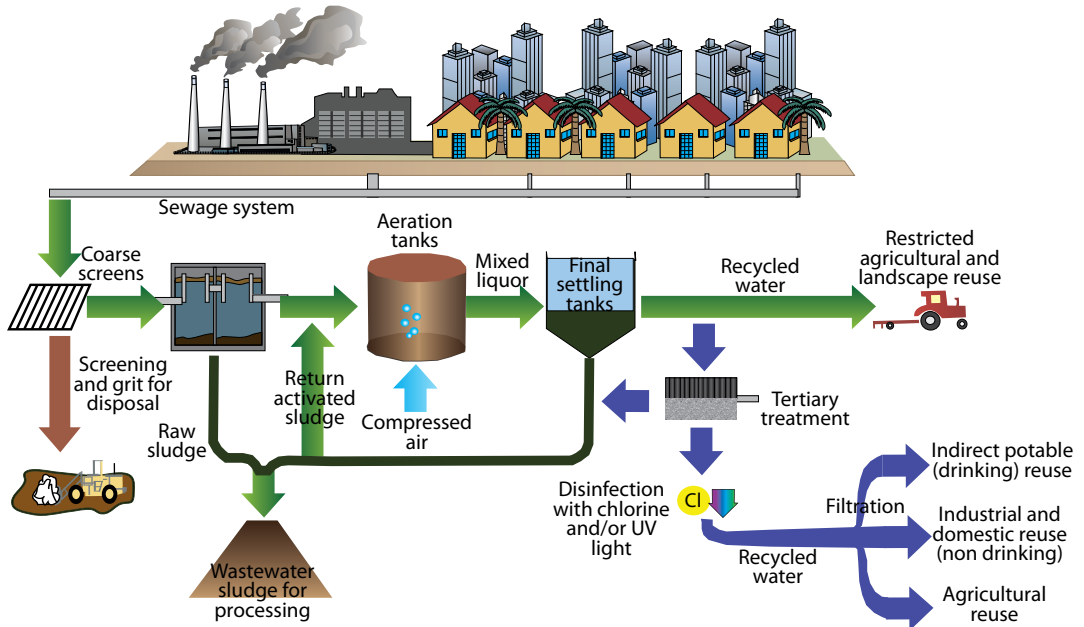 Sewage system
Coarse
screens
Aeration
tanks
Mixed
liquor
Final
settling
tanks
Recycled
water
Restricted
agricultural and
landscape reuse
Screening
and grit for
disposal
Raw
sludge
Return
activated
sludge
Compressed
air
Tertiary
treatment
Disinfection
with chlorine
and/or UV
light
Cl
Recycled
water
Filtration
Indirect potable
(drinking) reuse
Industrial and
domestic reuse
(non drinking)
Agricultural
reuse
Wastewater
sludge for
processing